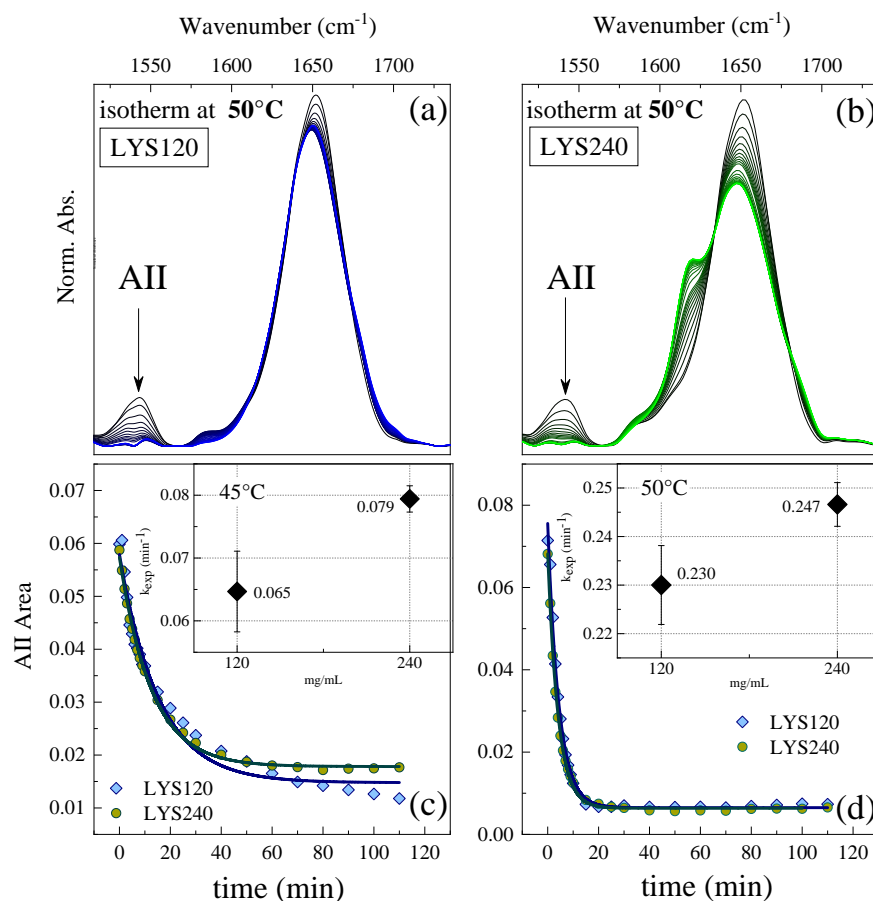 Wavenumber (cm-1)
Wavenumber (cm-1)
1550 1600 1650 1700
1550 1600 1650 1700
isotherm at 50°C
(a)
LYS120
AII
Norm. Abs.
isotherm at 50°C
(b)
LYS240
AII
0.07
0.06
0.05
0.04
0.03
0.02
0.01
AII Area
45°C
0.08
0.07
0.06
kexp (min-1)
0.079
0.065
120 240
mg/mL
LYS120
LYS240
(c)
0 20 40 60 80 100 120
time (min)
0.08
0.06
0.04
0.02
0.00
50°C
0.25
0.24
0.23
0.22
kexp (min-1)
0.247
0.230
120 240
mg/mL
LYS120
LYS240
(d)
0 20 40 60 80 100 120
time (min)